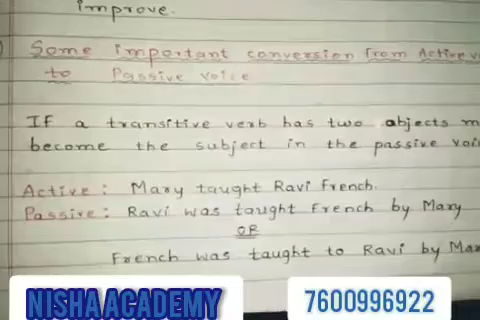 improve.
Some important conversion from Active
to Passive voice
If a transitive verb has two objects
become the subject in the passive
Active: Mary taught Ravi French.
Passive: Ravi was taught French by Mary
OR
French was taught to Ravi by
NISHA ACADEMY
7600996922